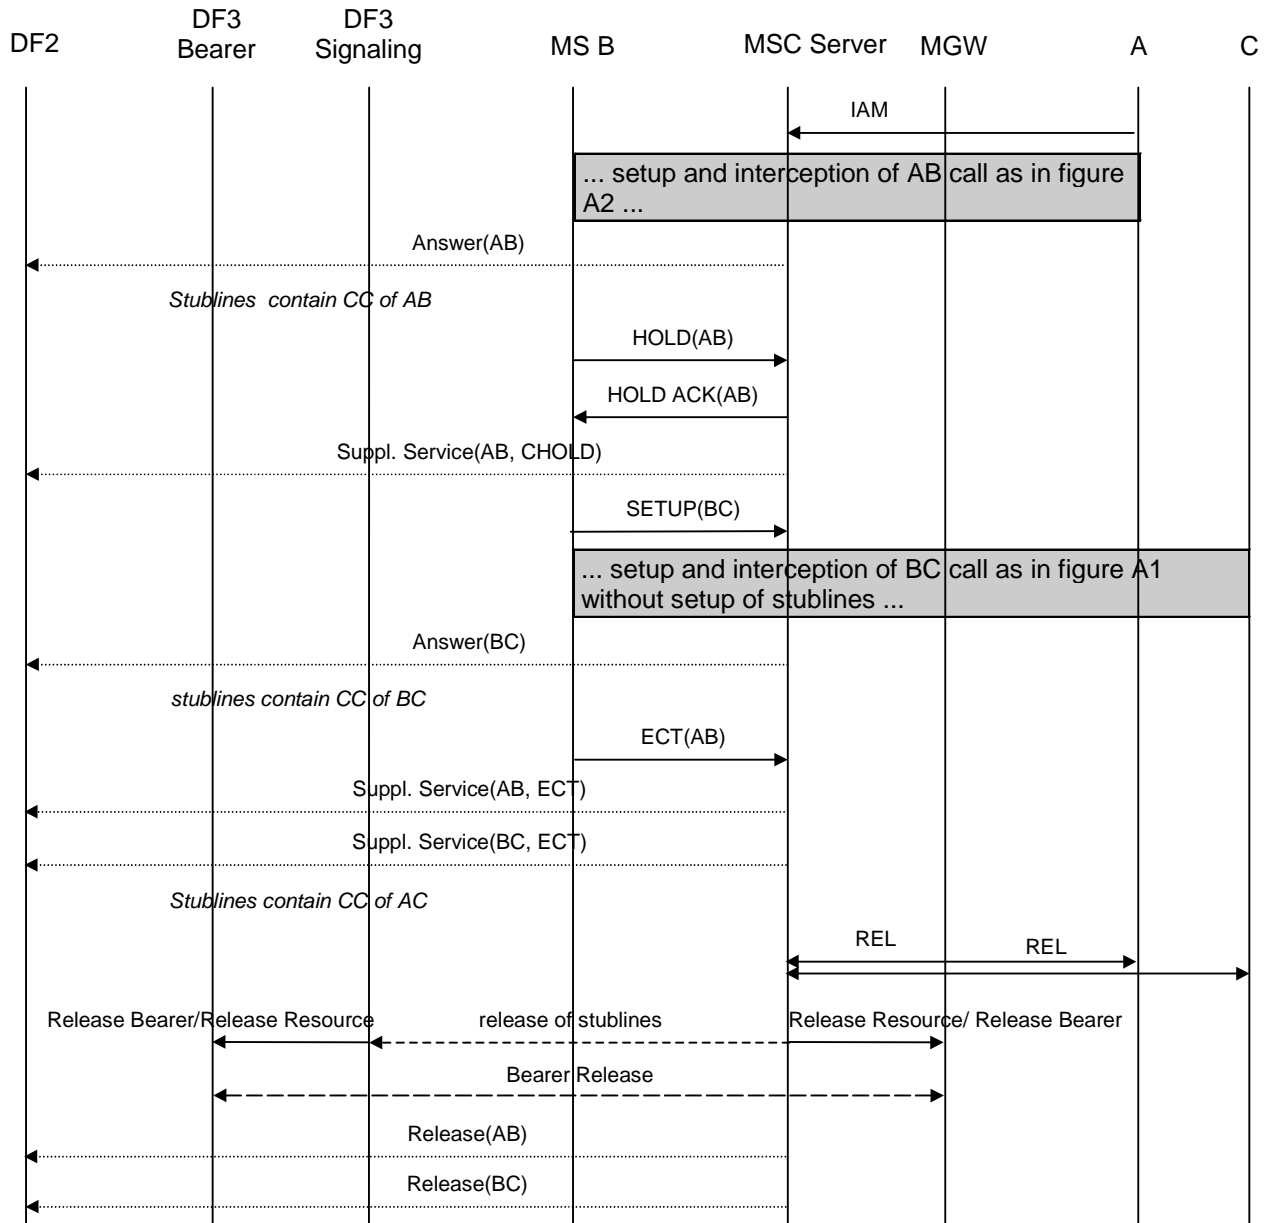 DF2
DF3
Bearer
DF3
Signaling
MS B
MSC Server
MGW
A
C
IAM
... setup and interception of AB call as in figure
A2 ...
Answer(AB)
Stublines contain CC of AB
HOLD(AB)
HOLD ACK(AB)
Suppl. Service(AB, CHOLD)
SETUP(BC)
... setup and interception of BC call as in figure A1
without setup of stublines ...
Answer(BC)
stublines contain CC of BC
ECT(AB)
Suppl. Service(AB, ECT)
Suppl. Service(BC, ECT)
Stublines contain CC of AC
REL
REL
Release Bearer/Release Resource
release of stublines
Release Resource/ Release Bearer
Bearer Release
Release(AB)
Release(BC)